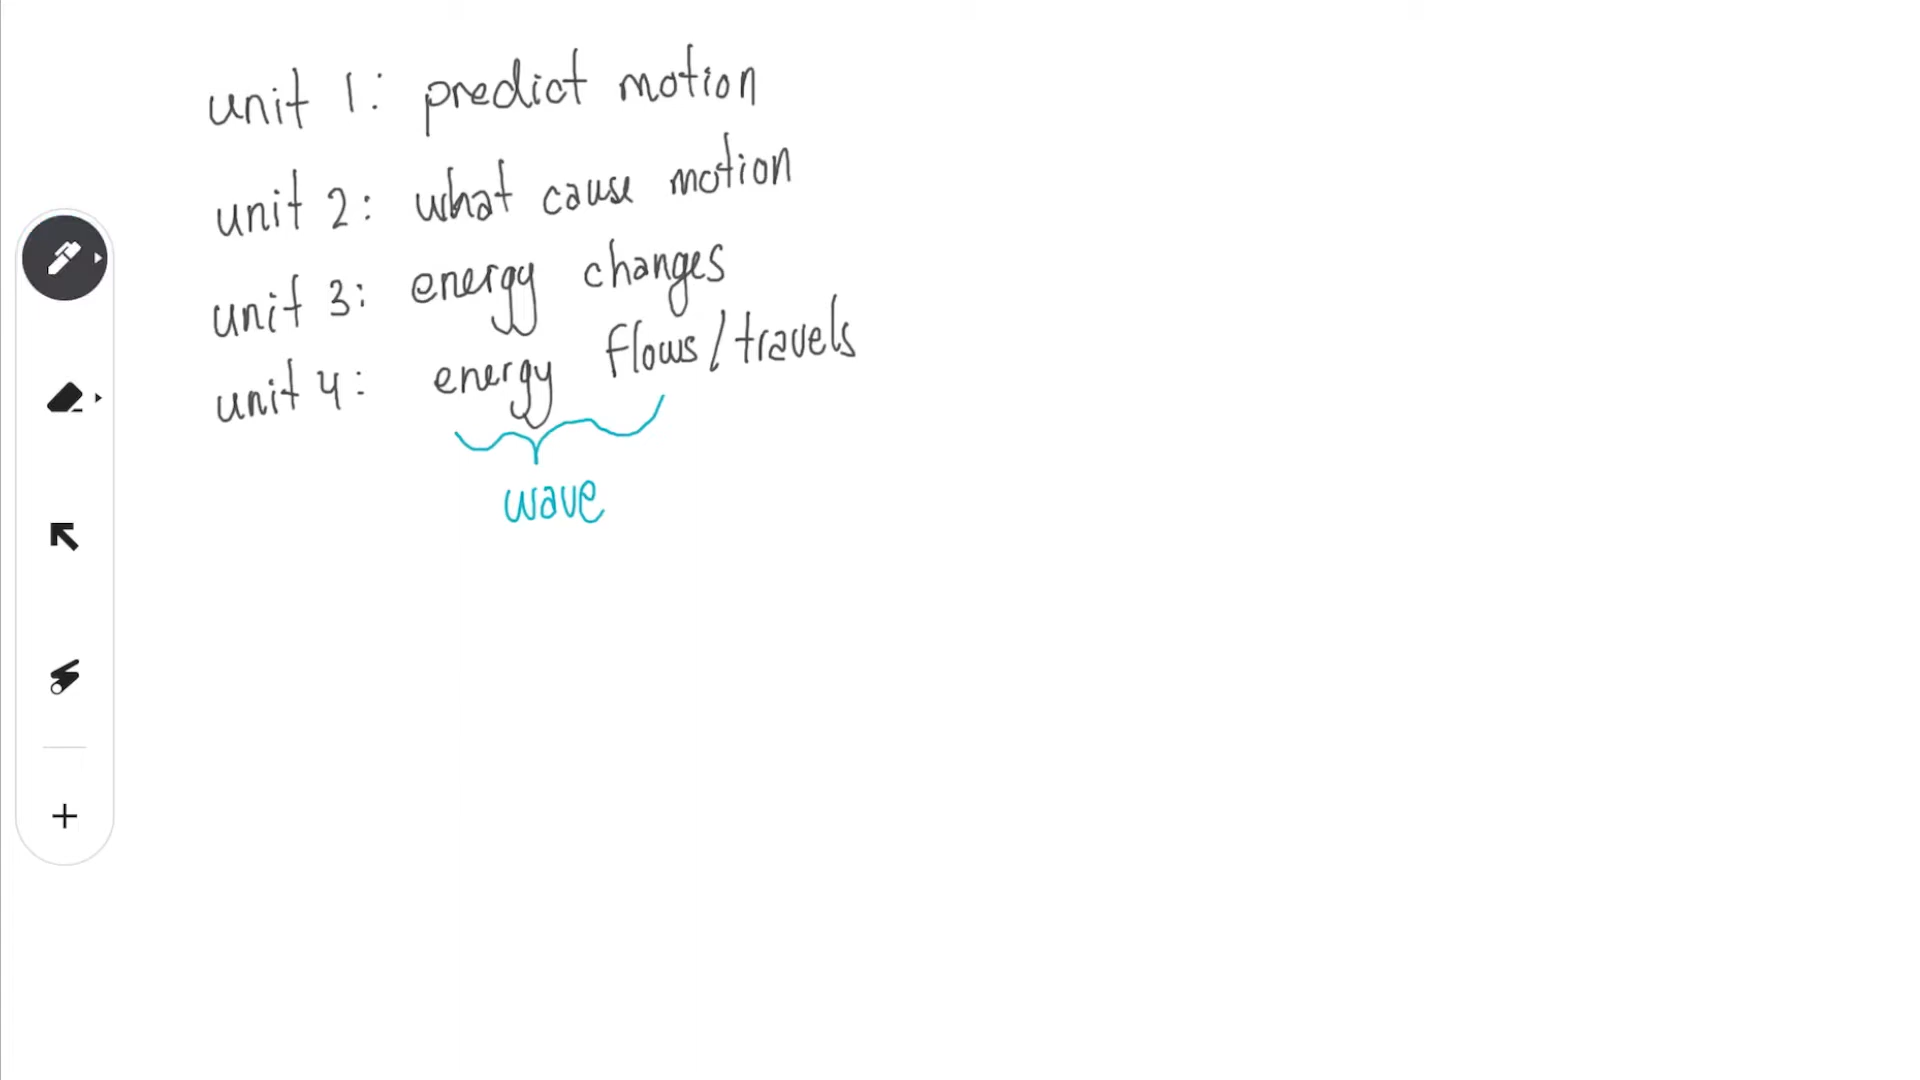 unit 1: predict motion
unit 2: what cause motion
unit 3: energy changes
unit 4: energy flows/travels
wave